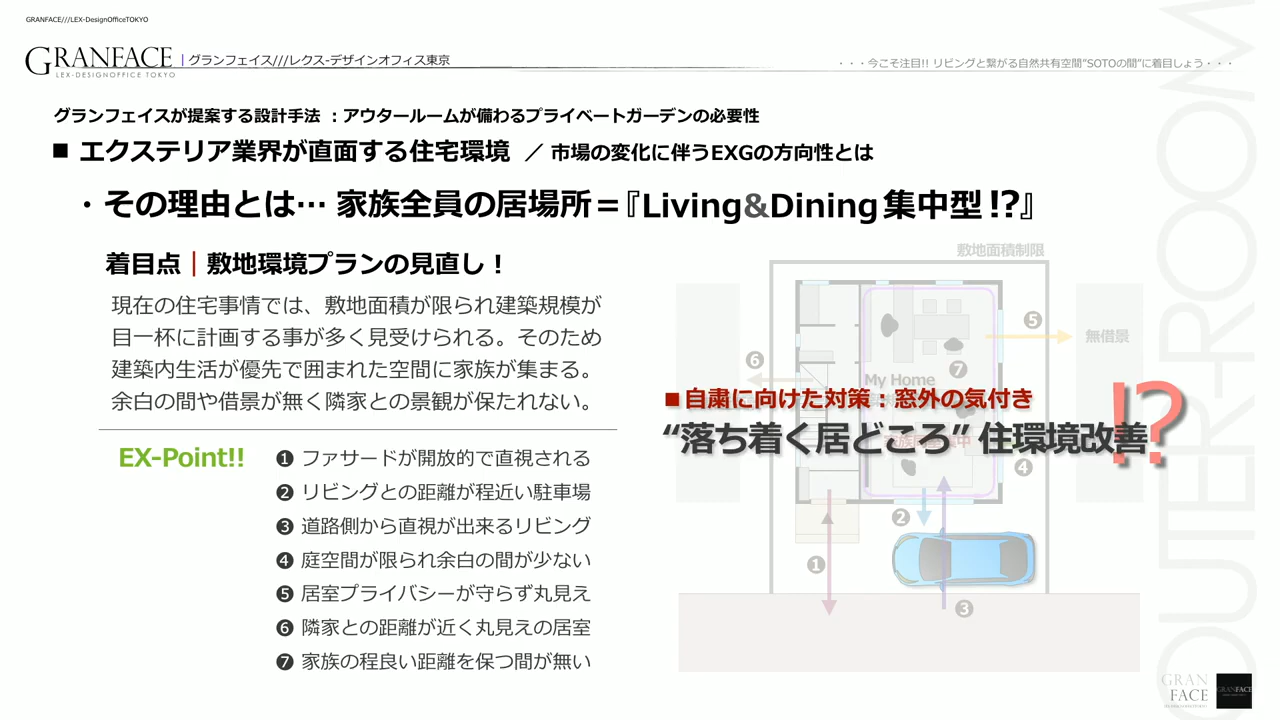 GRANFACE///LEX-DesignOfficeTOKYO
GRANFACE
LEX-DESIGNOFFICE TOKYO
|グランフェイス///レクス-デザインオフィス東京
・・・今こそ注目!! リビングと繋がる自然共有空間“SOTOの間”に着目しょう・・・
グランフェイスが提案する設計手法 ：アウタールームが備わるプライベートガーデンの必要性
■ エクステリア業界が直面する住宅環境 ／ 市場の変化に伴うEXGの方向性とは
・その理由とは… 家族全員の居場所＝『Living&Dining 集中型 !?』
着目点｜敷地環境プランの見直し！
現在の住宅事情では、敷地面積が限られ建築規模が
目一杯に計画する事が多く見受けられる。そのため
建築内生活が優先で囲まれた空間に家族が集まる。
余白の間や借景が無く隣家との景観が保たれない。
EX-Point!!
❶ ファサードが開放的で直視される
❷ リビングとの距離が程近い駐車場
❸ 道路側から直視が出来るリビング
❹ 庭空間が限られ余白の間が少ない
❺ 居室プライバシーが守らず丸見え
❻ 隣家との距離が近く丸見えの居室
❼ 家族の程良い距離を保つ間が無い
敷地面積制限
❺
無借景
❻
❼
My Home
■自粛に向けた対策：窓外の気付き
“落ち着く居どころ” 住環境改善
!?
❹
❷
❶
❸
OUTER-ROOM
GRAN
FACE
GRANFACE